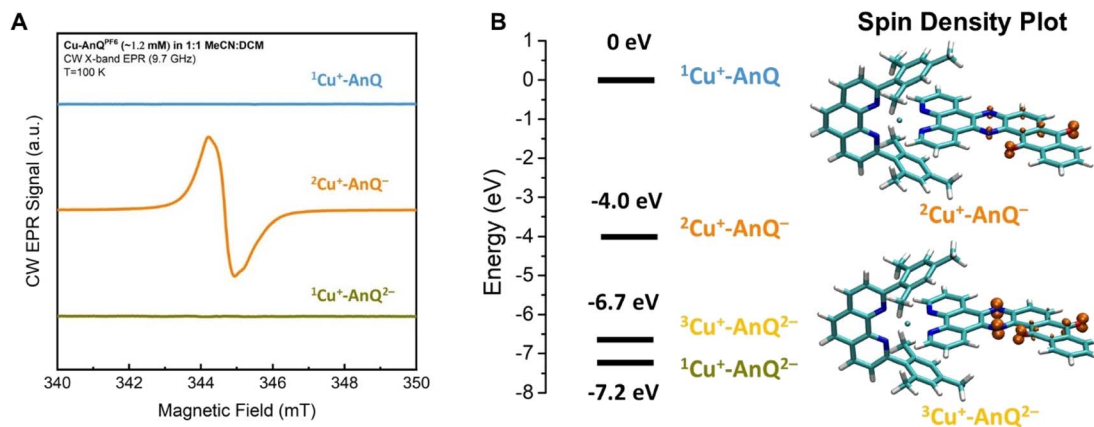 A
Cu-AnQᴾᶠ⁶ (~1.2 mM) in 1:1 MeCN:DCM
CW X-band EPR (9.7 GHz)
T=100 K
¹Cu⁺-AnQ
²Cu⁺-AnQ⁻
¹Cu⁺-AnQ²⁻
CW EPR Signal (a.u.)
340 342 344 346 348 350
Magnetic Field (mT)
B
Energy (eV)
1
0
-1
-2
-3
-4
-5
-6
-7
-8
0 eV
¹Cu⁺-AnQ
-4.0 eV
²Cu⁺-AnQ⁻
-6.7 eV
³Cu⁺-AnQ²⁻
¹Cu⁺-AnQ²⁻
-7.2 eV
Spin Density Plot
²Cu⁺-AnQ⁻
³Cu⁺-AnQ²⁻